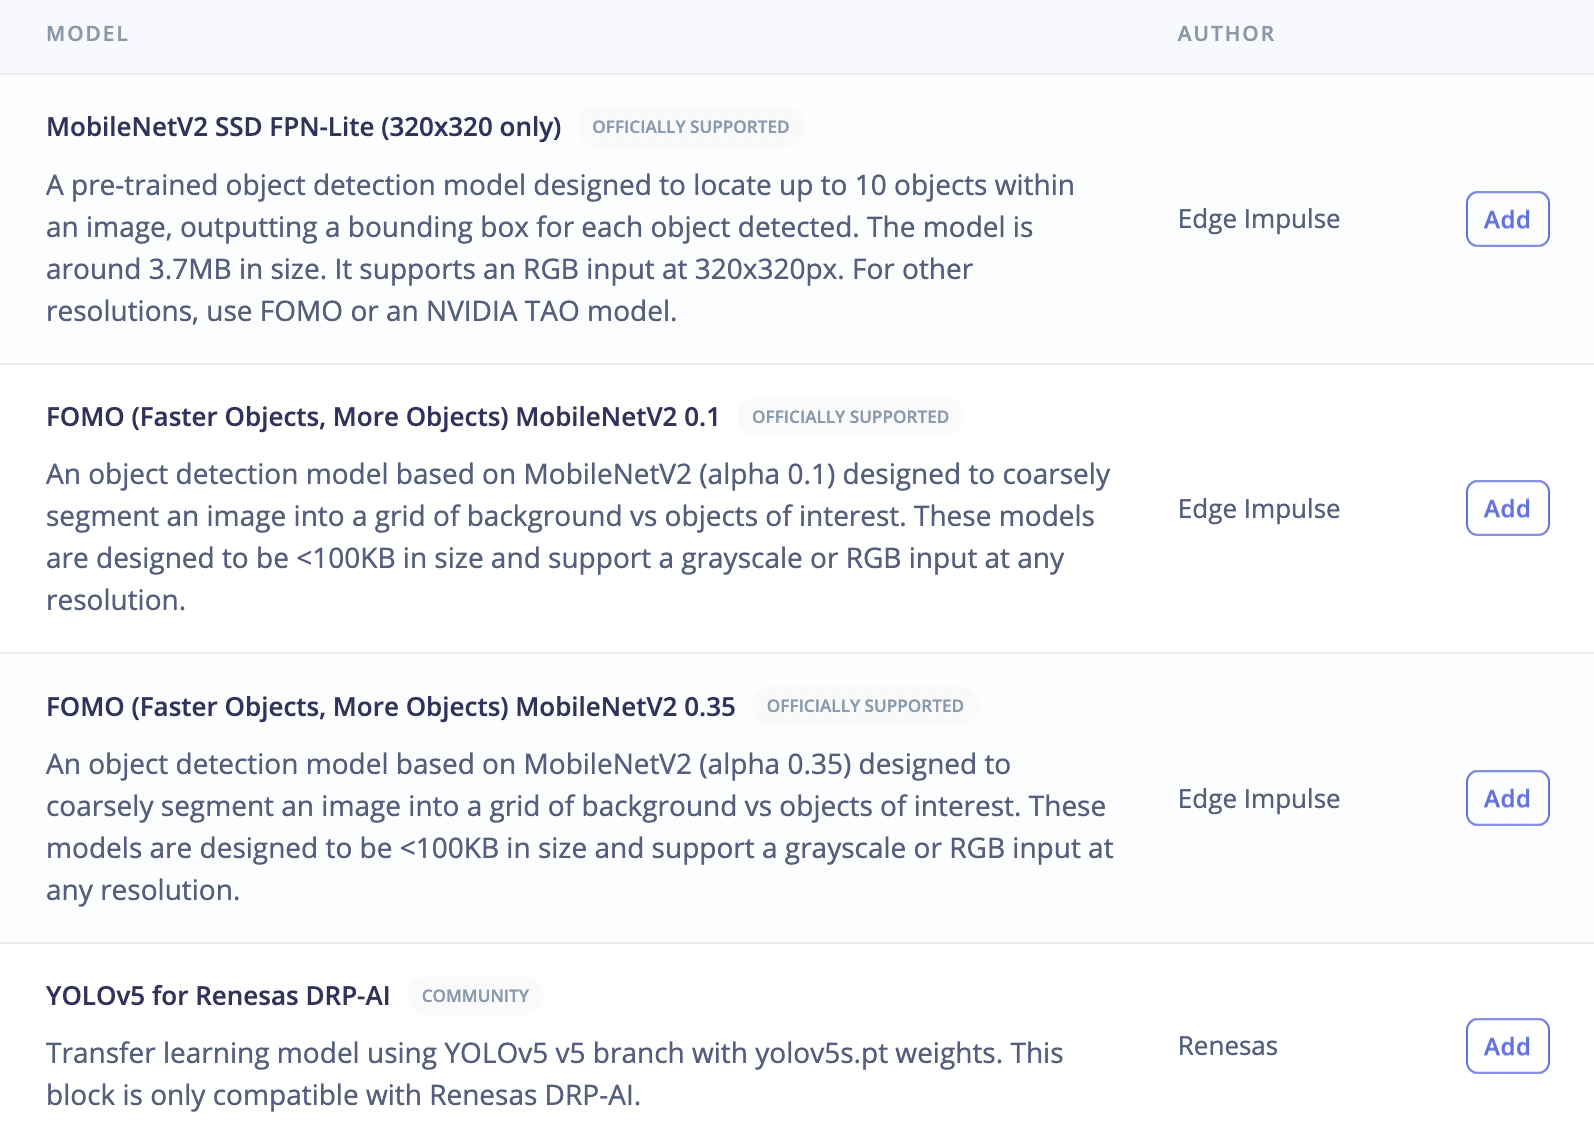 MODEL
AUTHOR
MobileNetV2 SSD FPN-Lite (320x320 only)
OFFICIALLY SUPPORTED
A pre-trained object detection model designed to locate up to 10 objects within
an image, outputting a bounding box for each object detected. The model is
around 3.7MB in size. It supports an RGB input at 320x320px. For other
resolutions, use FOMO or an NVIDIA TAO model.
Edge Impulse
Add
FOMO (Faster Objects, More Objects) MobileNetV2 0.1
OFFICIALLY SUPPORTED
An object detection model based on MobileNetV2 (alpha 0.1) designed to coarsely
segment an image into a grid of background vs objects of interest. These models
are designed to be <100KB in size and support a grayscale or RGB input at any
resolution.
Edge Impulse
Add
FOMO (Faster Objects, More Objects) MobileNetV2 0.35
OFFICIALLY SUPPORTED
An object detection model based on MobileNetV2 (alpha 0.35) designed to
coarsely segment an image into a grid of background vs objects of interest. These
models are designed to be <100KB in size and support a grayscale or RGB input at
any resolution.
Edge Impulse
Add
YOLOv5 for Renesas DRP-AI
COMMUNITY
Transfer learning model using YOLOv5 v5 branch with yolov5s.pt weights. This
block is only compatible with Renesas DRP-AI.
Renesas
Add